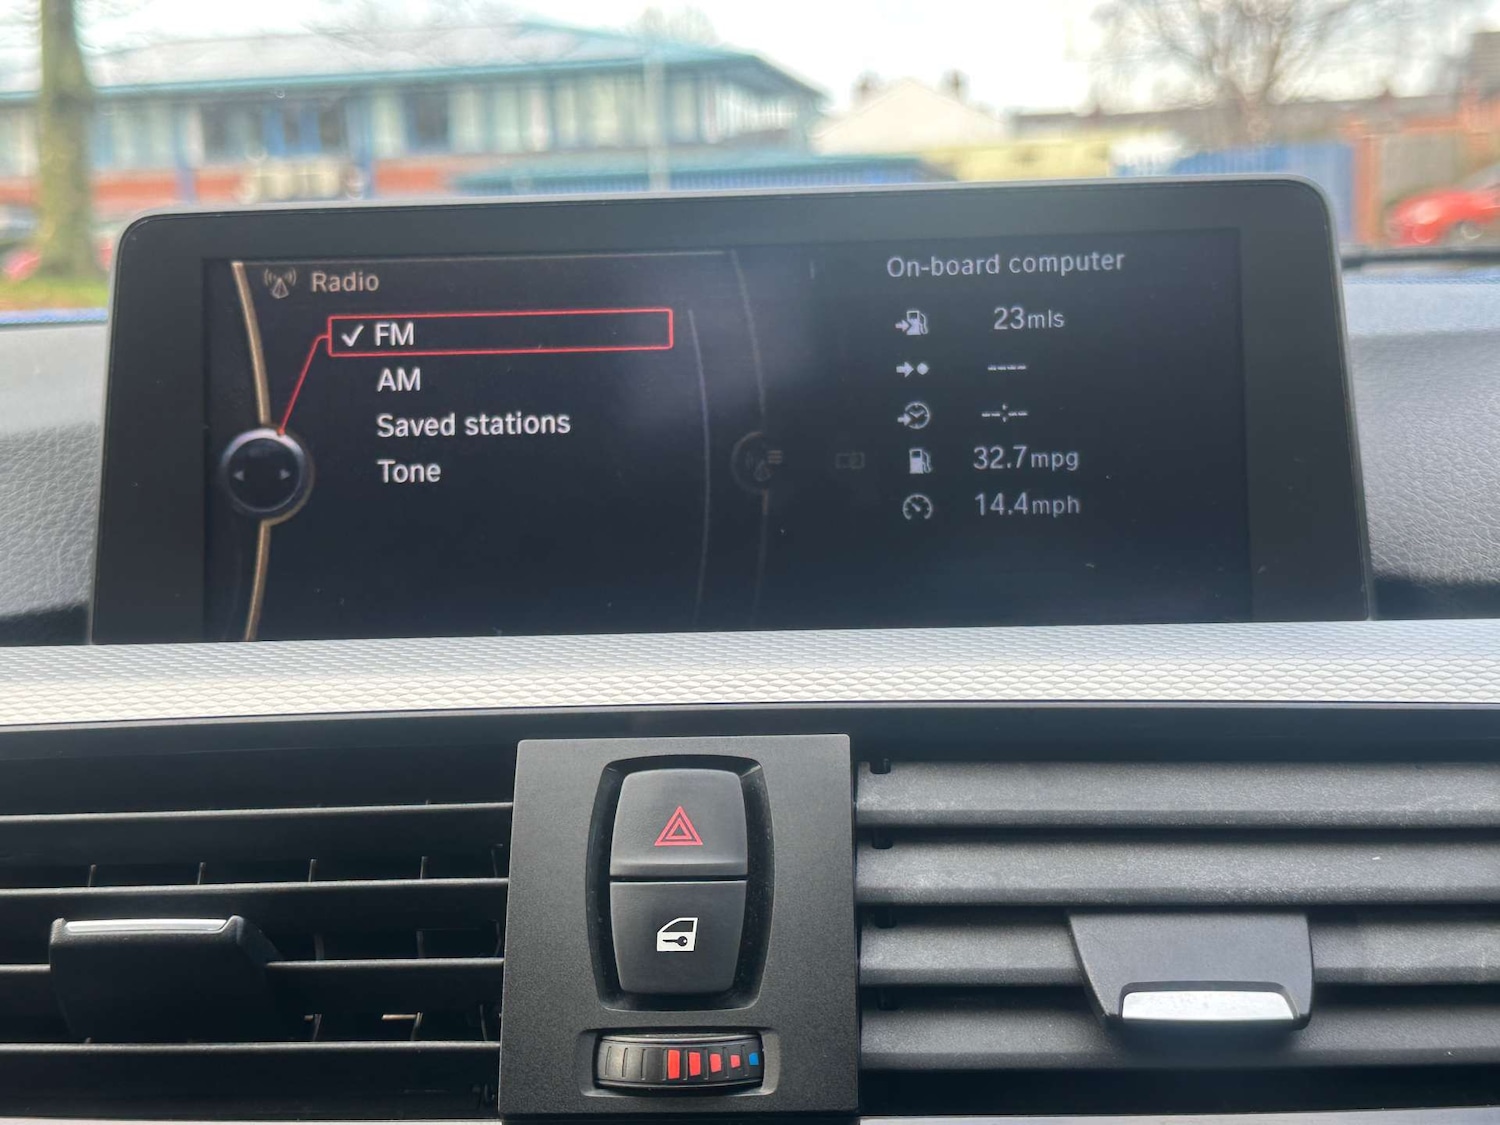 Radio
✓ FM
AM
Saved stations
Tone
On-board computer
23mls
----
--:--
32.7mpg
14.4mph